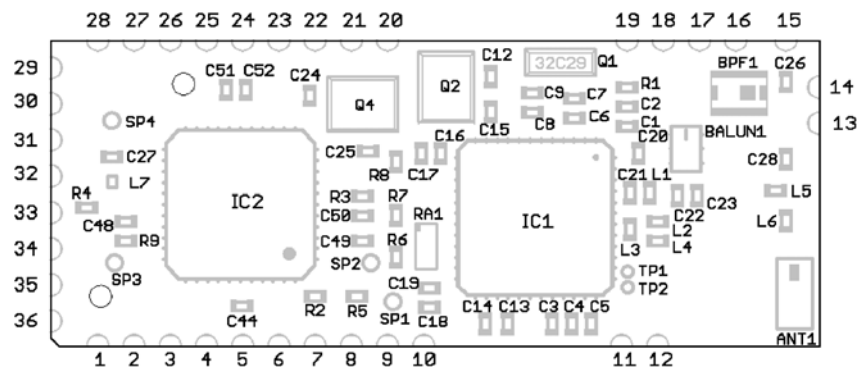 28 27 26 25 24 23 22 21 20 19 18 17 16 15
29
30
31
32
33
34
35
36
14
13
C51 C52
C24
Q4
Q2
C12
32C29
Q1
C9
C7
C8
C6
C15
R1
C2
C1
C20
BPF1
C26
BALUN1
C28
SP4
C27
L7
R4
C48
R9
SP3
IC2
C25
R8
C17
C16
R3
R7
C50
C49
R6
SP2
RA1
IC1
C21
L1
C22
C23
L5
L6
L2
L3
L4
TP1
TP2
C44
R2
R5
SP1
C19
C18
C14
C13
C3
C4
C5
ANT1
1 2 3 4 5 6 7 8 9 10 11 12